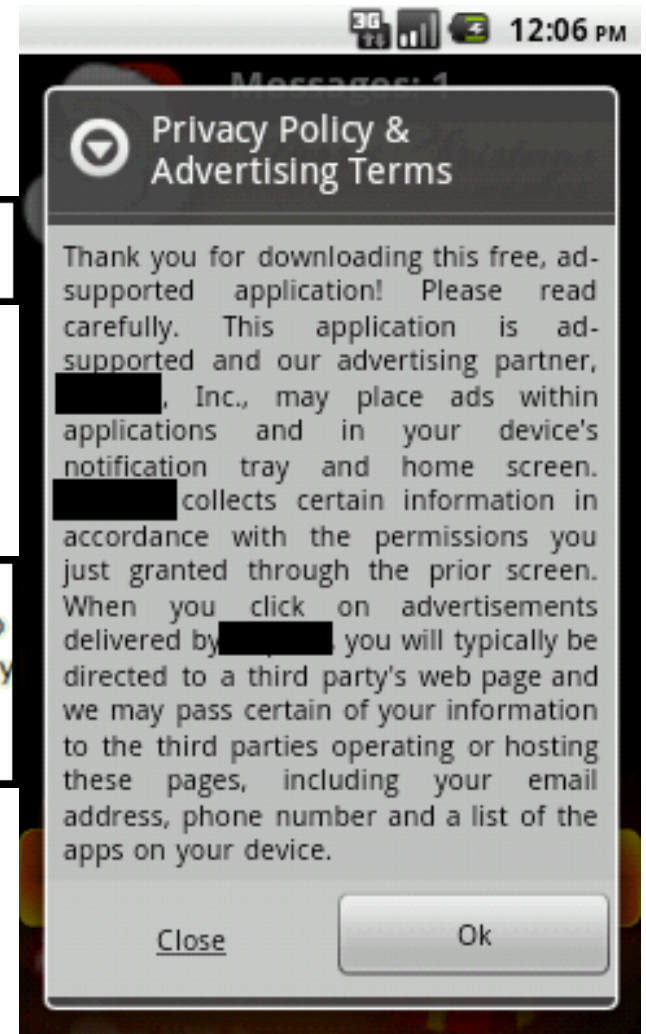 3G
12:06 PM
Messages: 1
Privacy Policy &
Advertising Terms
Christmas
Thank you for downloading this free, ad-
supported application! Please read
carefully. This application is ad-
supported and our advertising partner,
, Inc., may place ads within
applications and in your device's
notification tray and home screen.
collects certain information in
accordance with the permissions you
just granted through the prior screen.
When you click on advertisements
delivered by , you will typically be
directed to a third party's web page and
we may pass certain of your information
to the third parties operating or hosting
these pages, including your email
address, phone number and a list of the
apps on your device.
Close
Ok